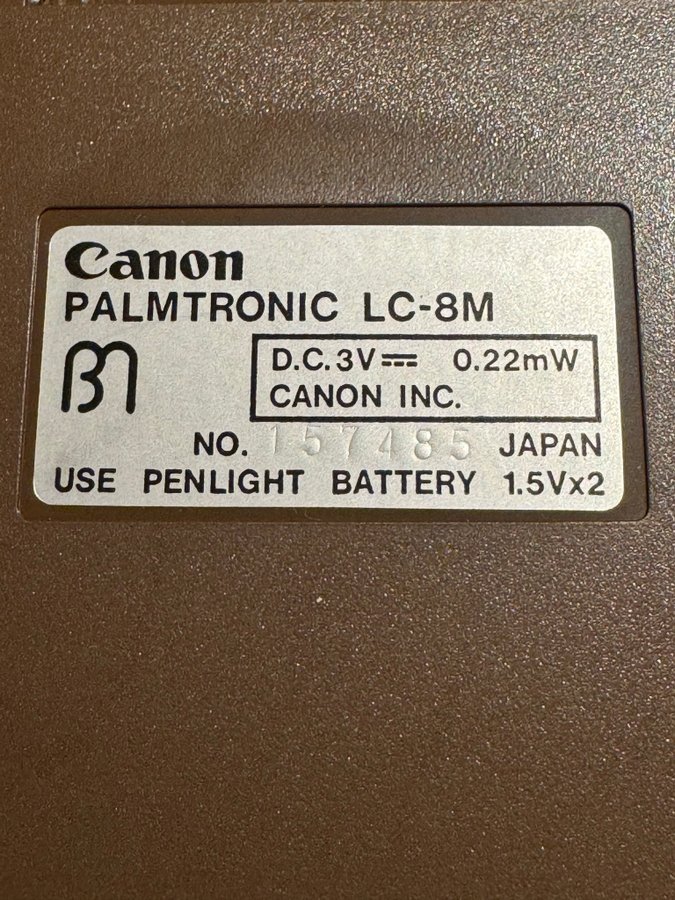 Canon
PALMTRONIC LC-8M
D.C.3V⎓ 0.22mW
CANON INC.
NO. 157485 JAPAN
USE PENLIGHT BATTERY 1.5Vx2